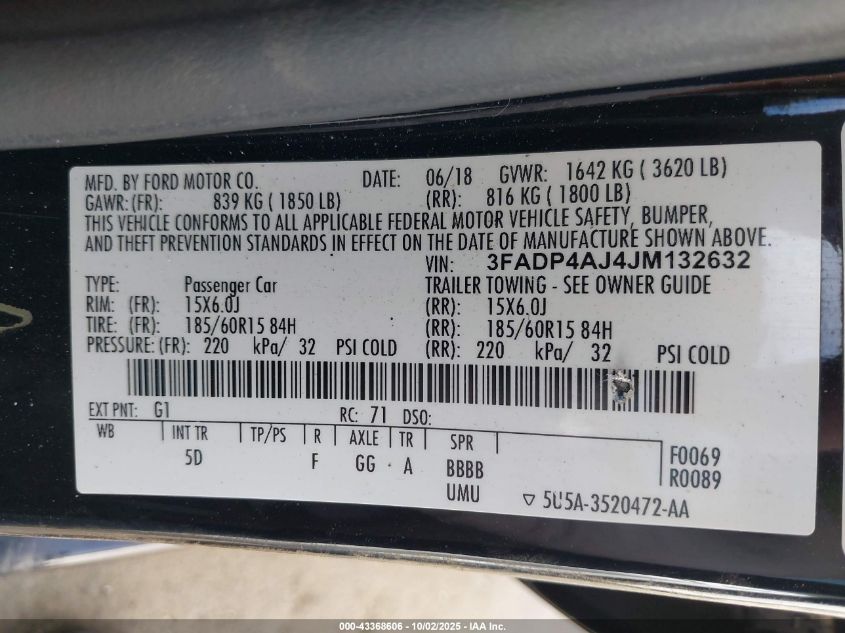 MFD. BY FORD MOTOR CO. DATE: 06/18 GVWR: 1642 KG ( 3620 LB)
GAWR: (FR): 839 KG ( 1850 LB) (RR): 816 KG ( 1800 LB)
THIS VEHICLE CONFORMS TO ALL APPLICABLE FEDERAL MOTOR VEHICLE SAFETY, BUMPER,
AND THEFT PREVENTION STANDARDS IN EFFECT ON THE DATE OF MANUFACTURE SHOWN ABOVE.
VIN: 3FADP4AJ4JM132632
TYPE: Passenger Car TRAILER TOWING - SEE OWNER GUIDE
RIM: (FR): 15X6.0J (RR): 15X6.0J
TIRE: (FR): 185/60R15 84H (RR): 185/60R15 84H
PRESSURE: (FR): 220 kPa/ 32 PSI COLD (RR): 220 kPa/ 32 PSI COLD
EXT PNT: G1 RC: 71 DSO:
WB INT TR TP/PS R AXLE TR SPR F0069
5D F GG A BBBB R0089
UMU ▽ 5U5A-3520472-AA
000-43368606 - 10/02/2025 - IAA Inc.